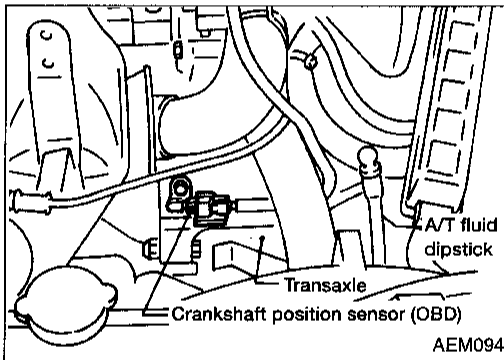 A/T fluid
dipstick
Transaxle
Crankshaft position sensor (OBD)
AEM094